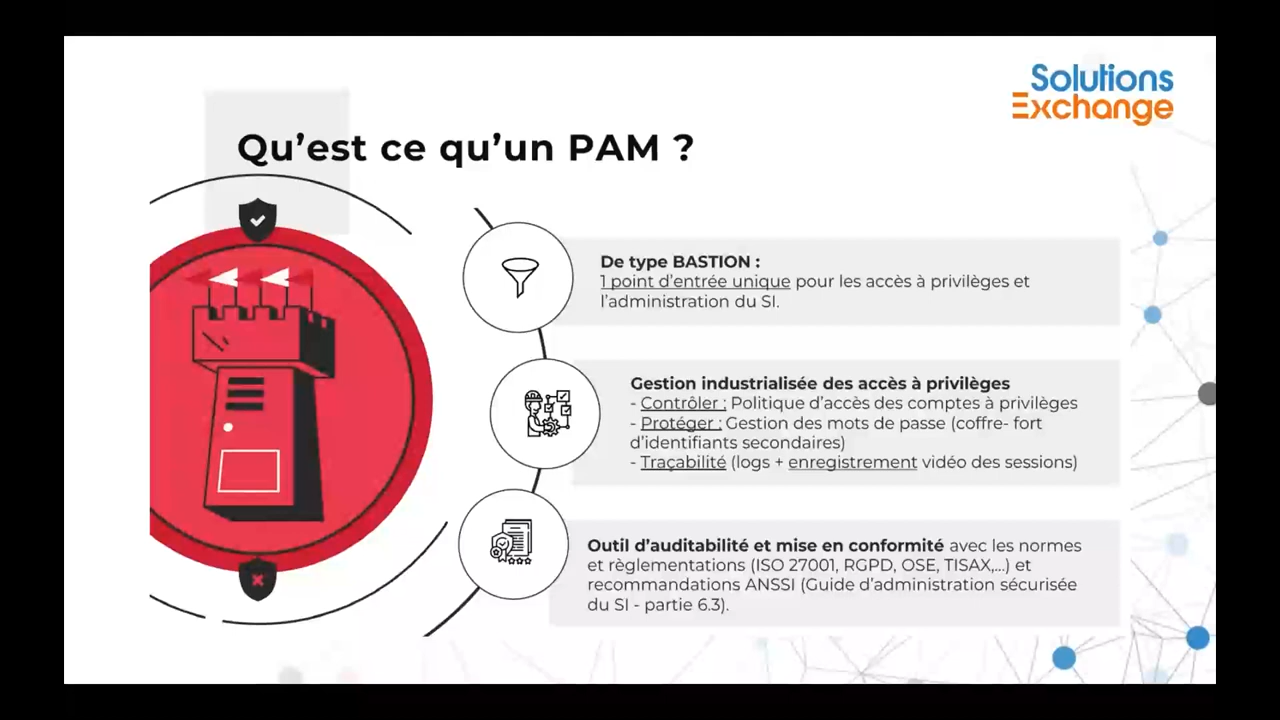 Solutions
Exchange
Qu’est ce qu’un PAM ?
De type BASTION :
1 point d’entrée unique pour les accès à privilèges et
l’administration du SI.
Gestion industrialisée des accès à privilèges
- Contrôler : Politique d’accès des comptes à privilèges
- Protéger : Gestion des mots de passe (coffre- fort
d’identifiants secondaires)
- Traçabilité (logs + enregistrement vidéo des sessions)
Outil d’auditabilité et mise en conformité avec les normes
et règlementations (ISO 27001, RGPD, OSE, TISAX,...) et
recommandations ANSSI (Guide d’administration sécurisée
du SI - partie 6.3).